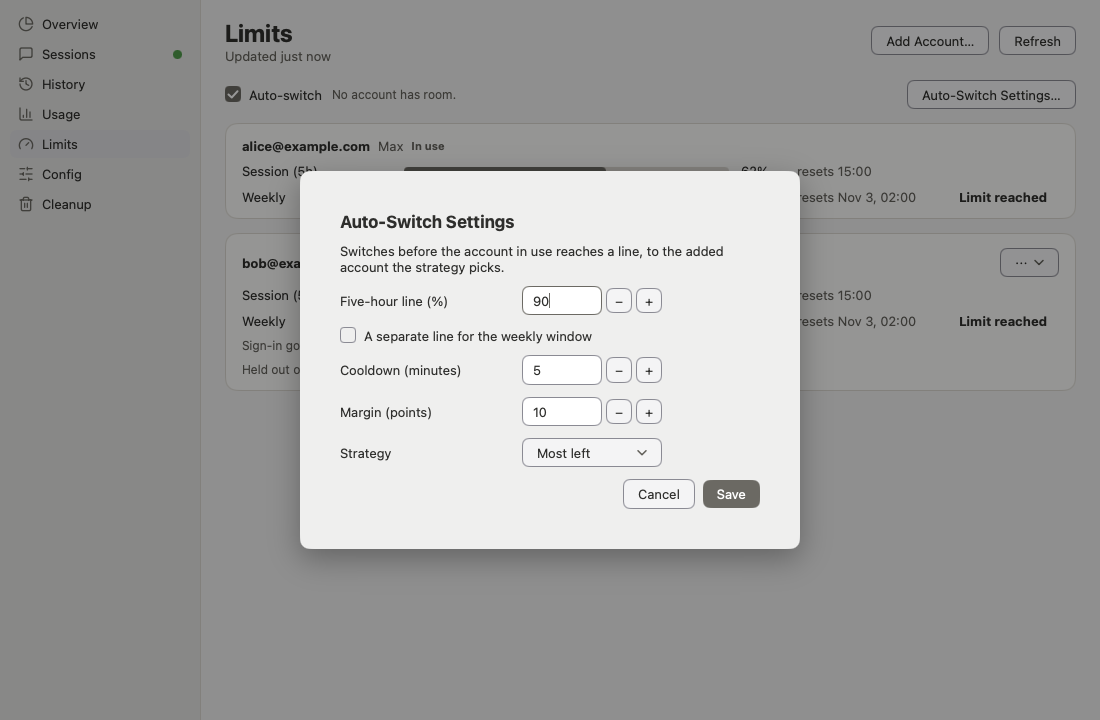 Overview
Sessions
History
Usage
Limits
Config
Cleanup
Limits
Updated just now
Add Account...
Refresh
Auto-switch No account has room.
Auto-Switch Settings...
alice@example.com Max In use
Session (5h) 62% resets 15:00
Weekly resets Nov 3, 02:00 Limit reached
Session resets 15:00
Weekly resets Nov 3, 02:00 Limit reached
Sign-in
Held out
Auto-Switch Settings
Switches before the account in use reaches a line, to the added
account the strategy picks.
Five-hour line (%) 90 − +
A separate line for the weekly window
Cooldown (minutes) 5 − +
Margin (points) 10 − +
Strategy Most left
Cancel Save